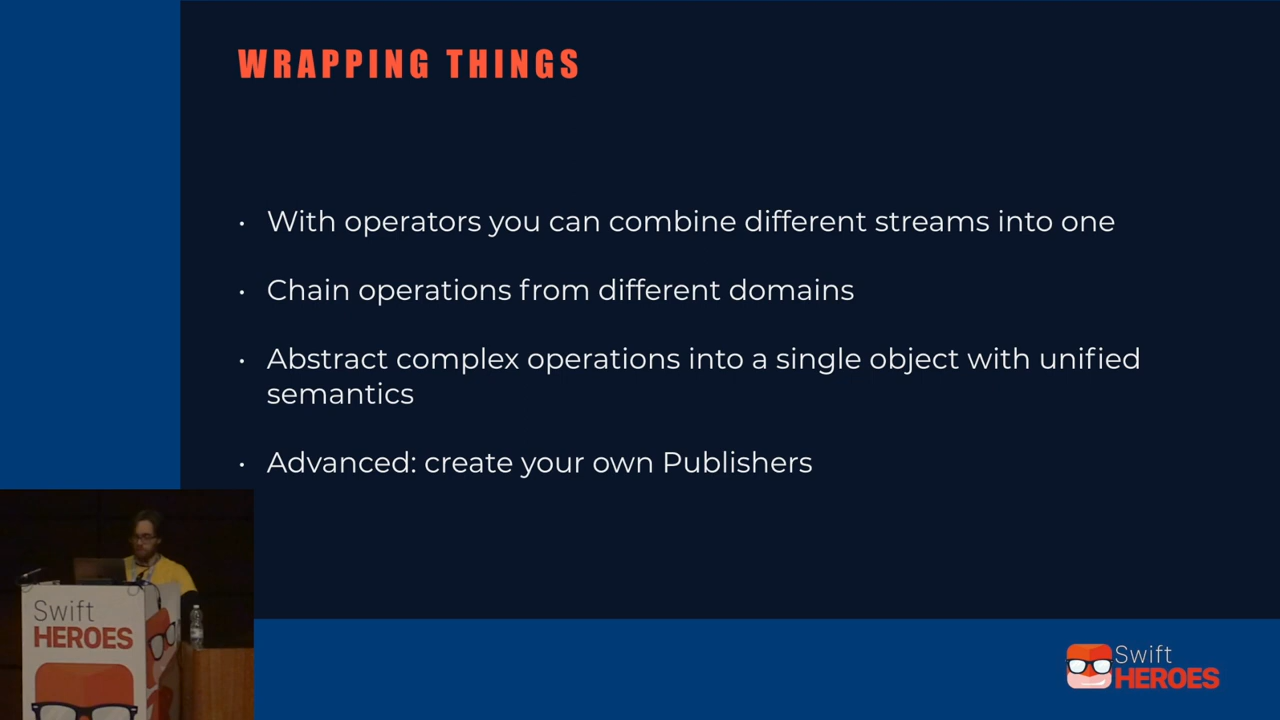 WRAPPING THINGS
• With operators you can combine different streams into one
• Chain operations from different domains
• Abstract complex operations into a single object with unified
semantics
• Advanced: create your own Publishers
Swift
HEROES
Swift
HEROES